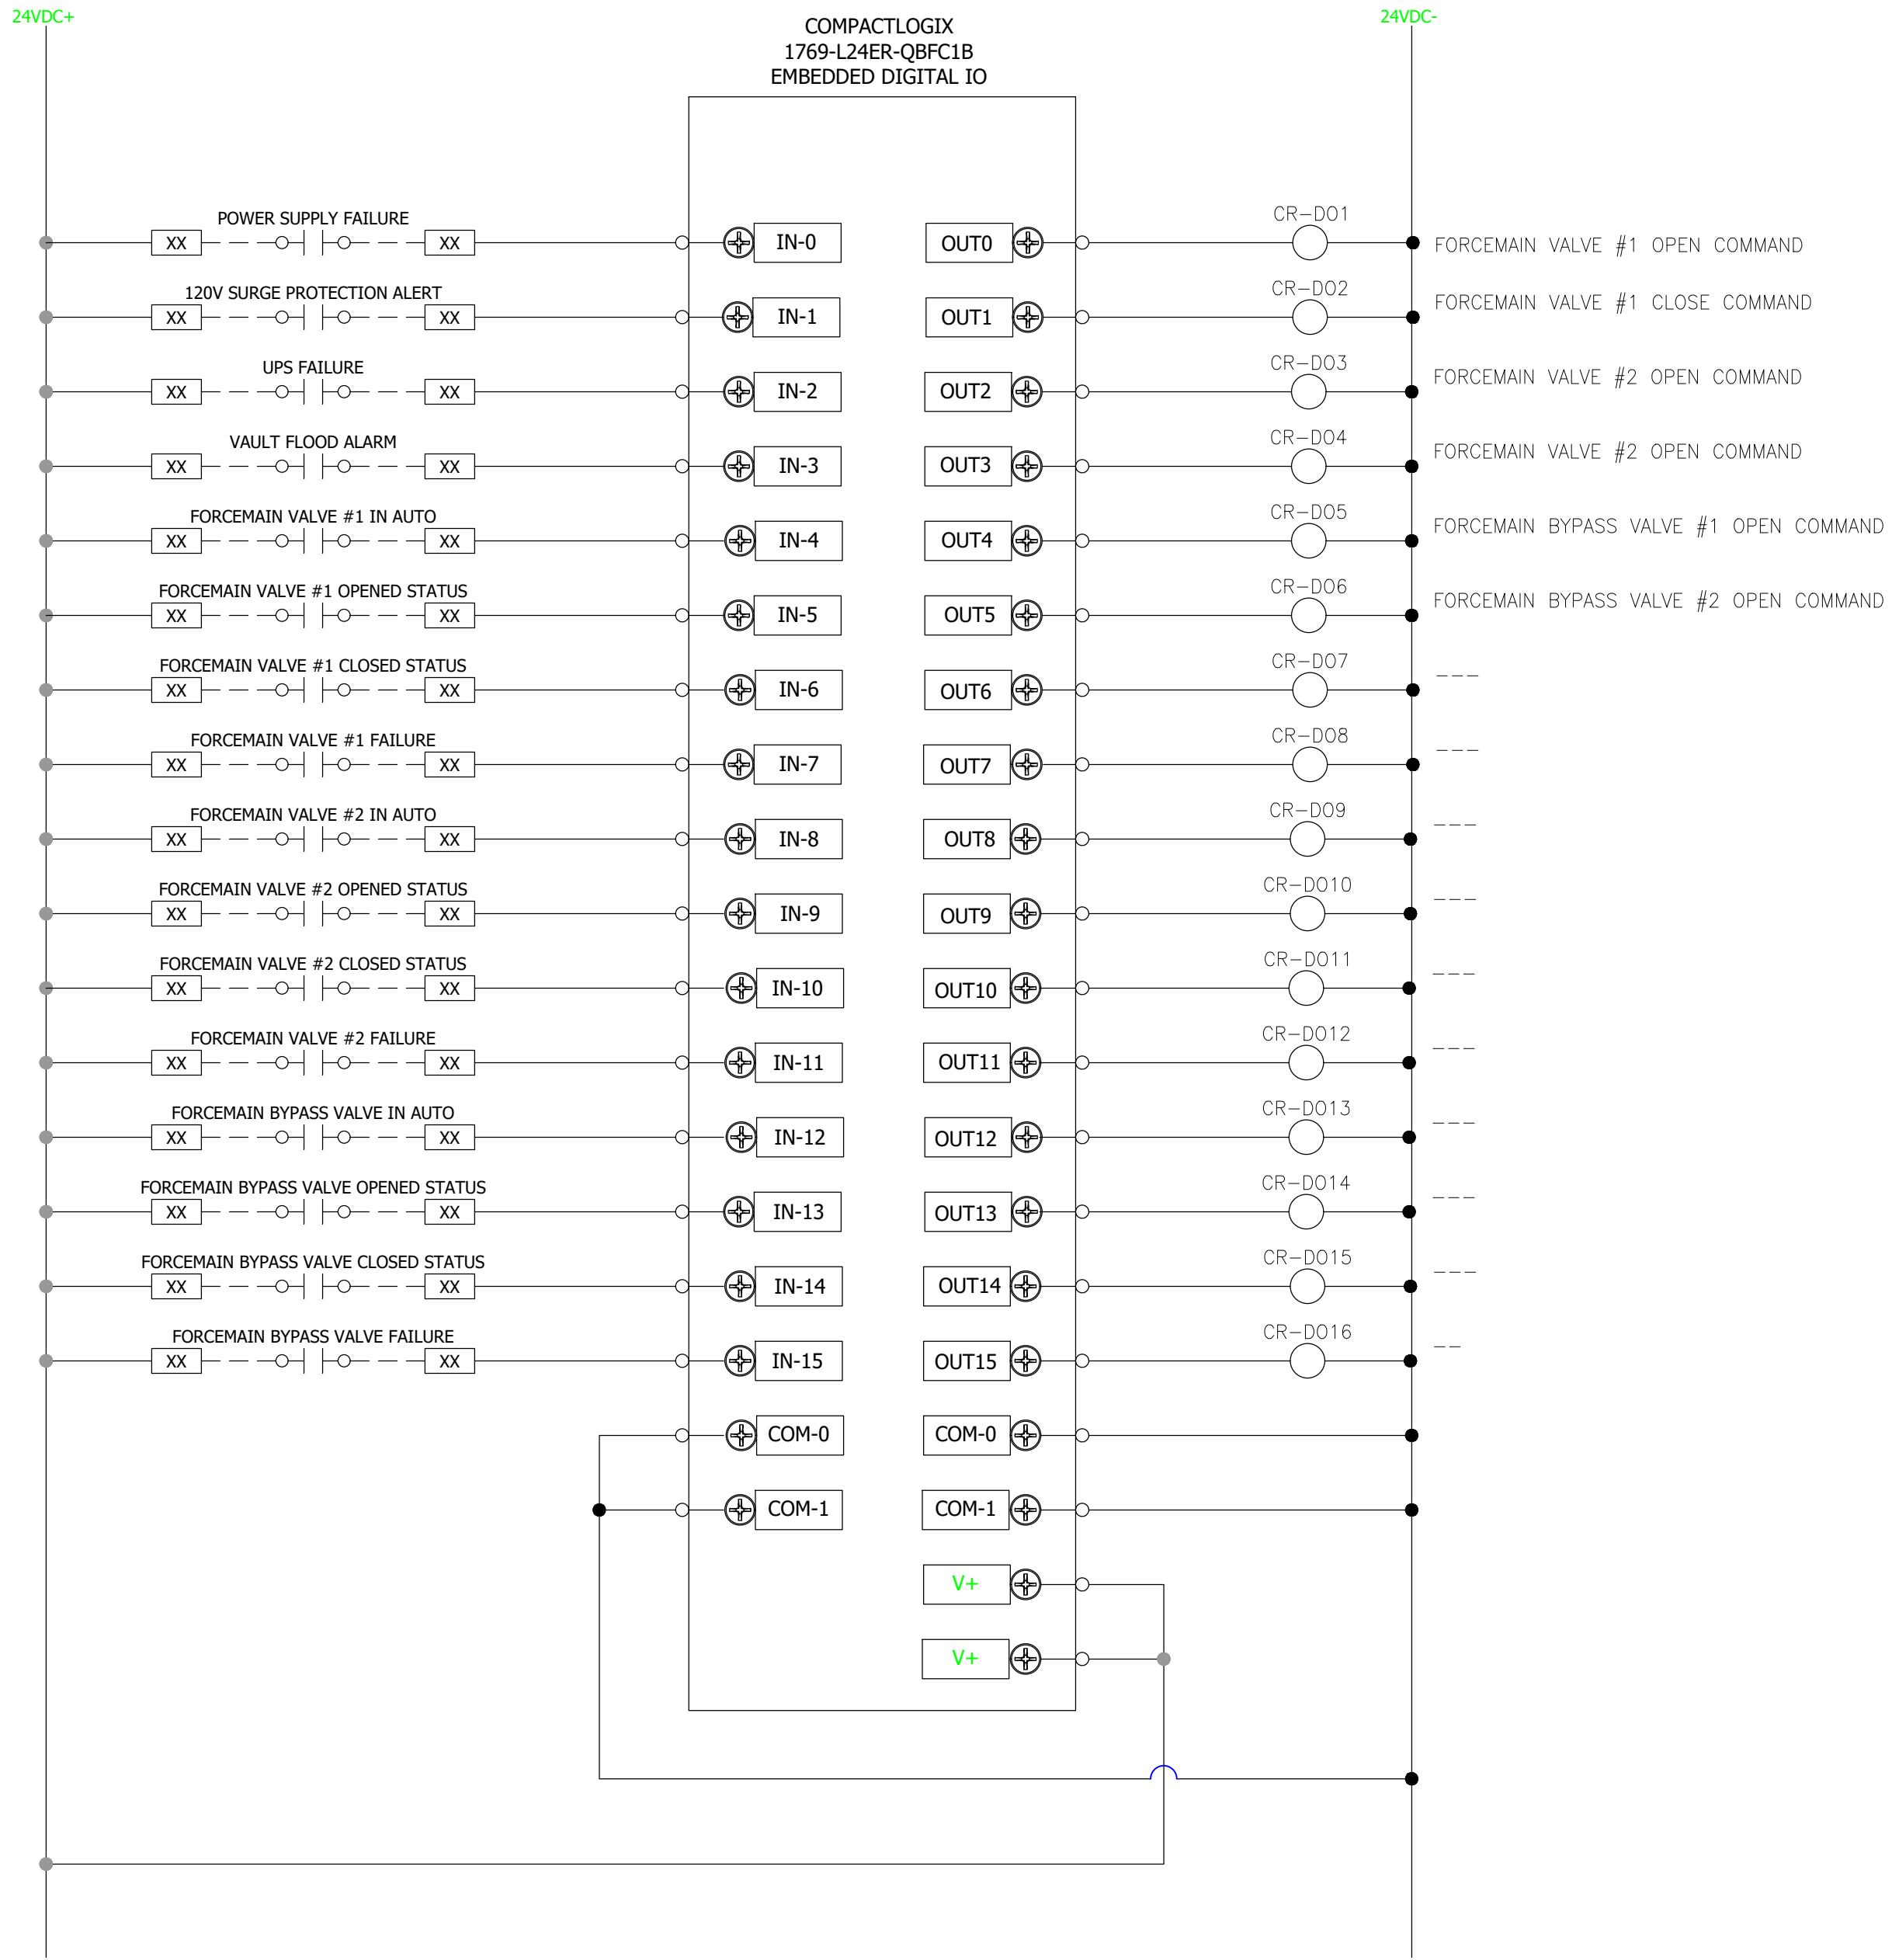 24VDC+
24VDC-
COMPACTLOGIX
1769-L24ER-QBFC1B
EMBEDDED DIGITAL IO
POWER SUPPLY FAILURE
XX XX IN-0 OUT0 CR-DO1 FORCEMAIN VALVE #1 OPEN COMMAND
120V SURGE PROTECTION ALERT
XX XX IN-1 OUT1 CR-DO2 FORCEMAIN VALVE #1 CLOSE COMMAND
UPS FAILURE
XX XX IN-2 OUT2 CR-DO3 FORCEMAIN VALVE #2 OPEN COMMAND
VAULT FLOOD ALARM
XX XX IN-3 OUT3 CR-DO4 FORCEMAIN VALVE #2 OPEN COMMAND
FORCEMAIN VALVE #1 IN AUTO
XX XX IN-4 OUT4 CR-DO5 FORCEMAIN BYPASS VALVE #1 OPEN COMMAND
FORCEMAIN VALVE #1 OPENED STATUS
XX XX IN-5 OUT5 CR-DO6 FORCEMAIN BYPASS VALVE #2 OPEN COMMAND
FORCEMAIN VALVE #1 CLOSED STATUS
XX XX IN-6 OUT6 CR-DO7 ---
FORCEMAIN VALVE #1 FAILURE
XX XX IN-7 OUT7 CR-DO8 ---
FORCEMAIN VALVE #2 IN AUTO
XX XX IN-8 OUT8 CR-DO9 ---
FORCEMAIN VALVE #2 OPENED STATUS
XX XX IN-9 OUT9 CR-DO10 ---
FORCEMAIN VALVE #2 CLOSED STATUS
XX XX IN-10 OUT10 CR-DO11 ---
FORCEMAIN VALVE #2 FAILURE
XX XX IN-11 OUT11 CR-DO12 ---
FORCEMAIN BYPASS VALVE IN AUTO
XX XX IN-12 OUT12 CR-DO13 ---
FORCEMAIN BYPASS VALVE OPENED STATUS
XX XX IN-13 OUT13 CR-DO14 ---
FORCEMAIN BYPASS VALVE CLOSED STATUS
XX XX IN-14 OUT14 CR-DO15 ---
FORCEMAIN BYPASS VALVE FAILURE
XX XX IN-15 OUT15 CR-DO16 --
COM-0 COM-0
COM-1 COM-1
V+
V+